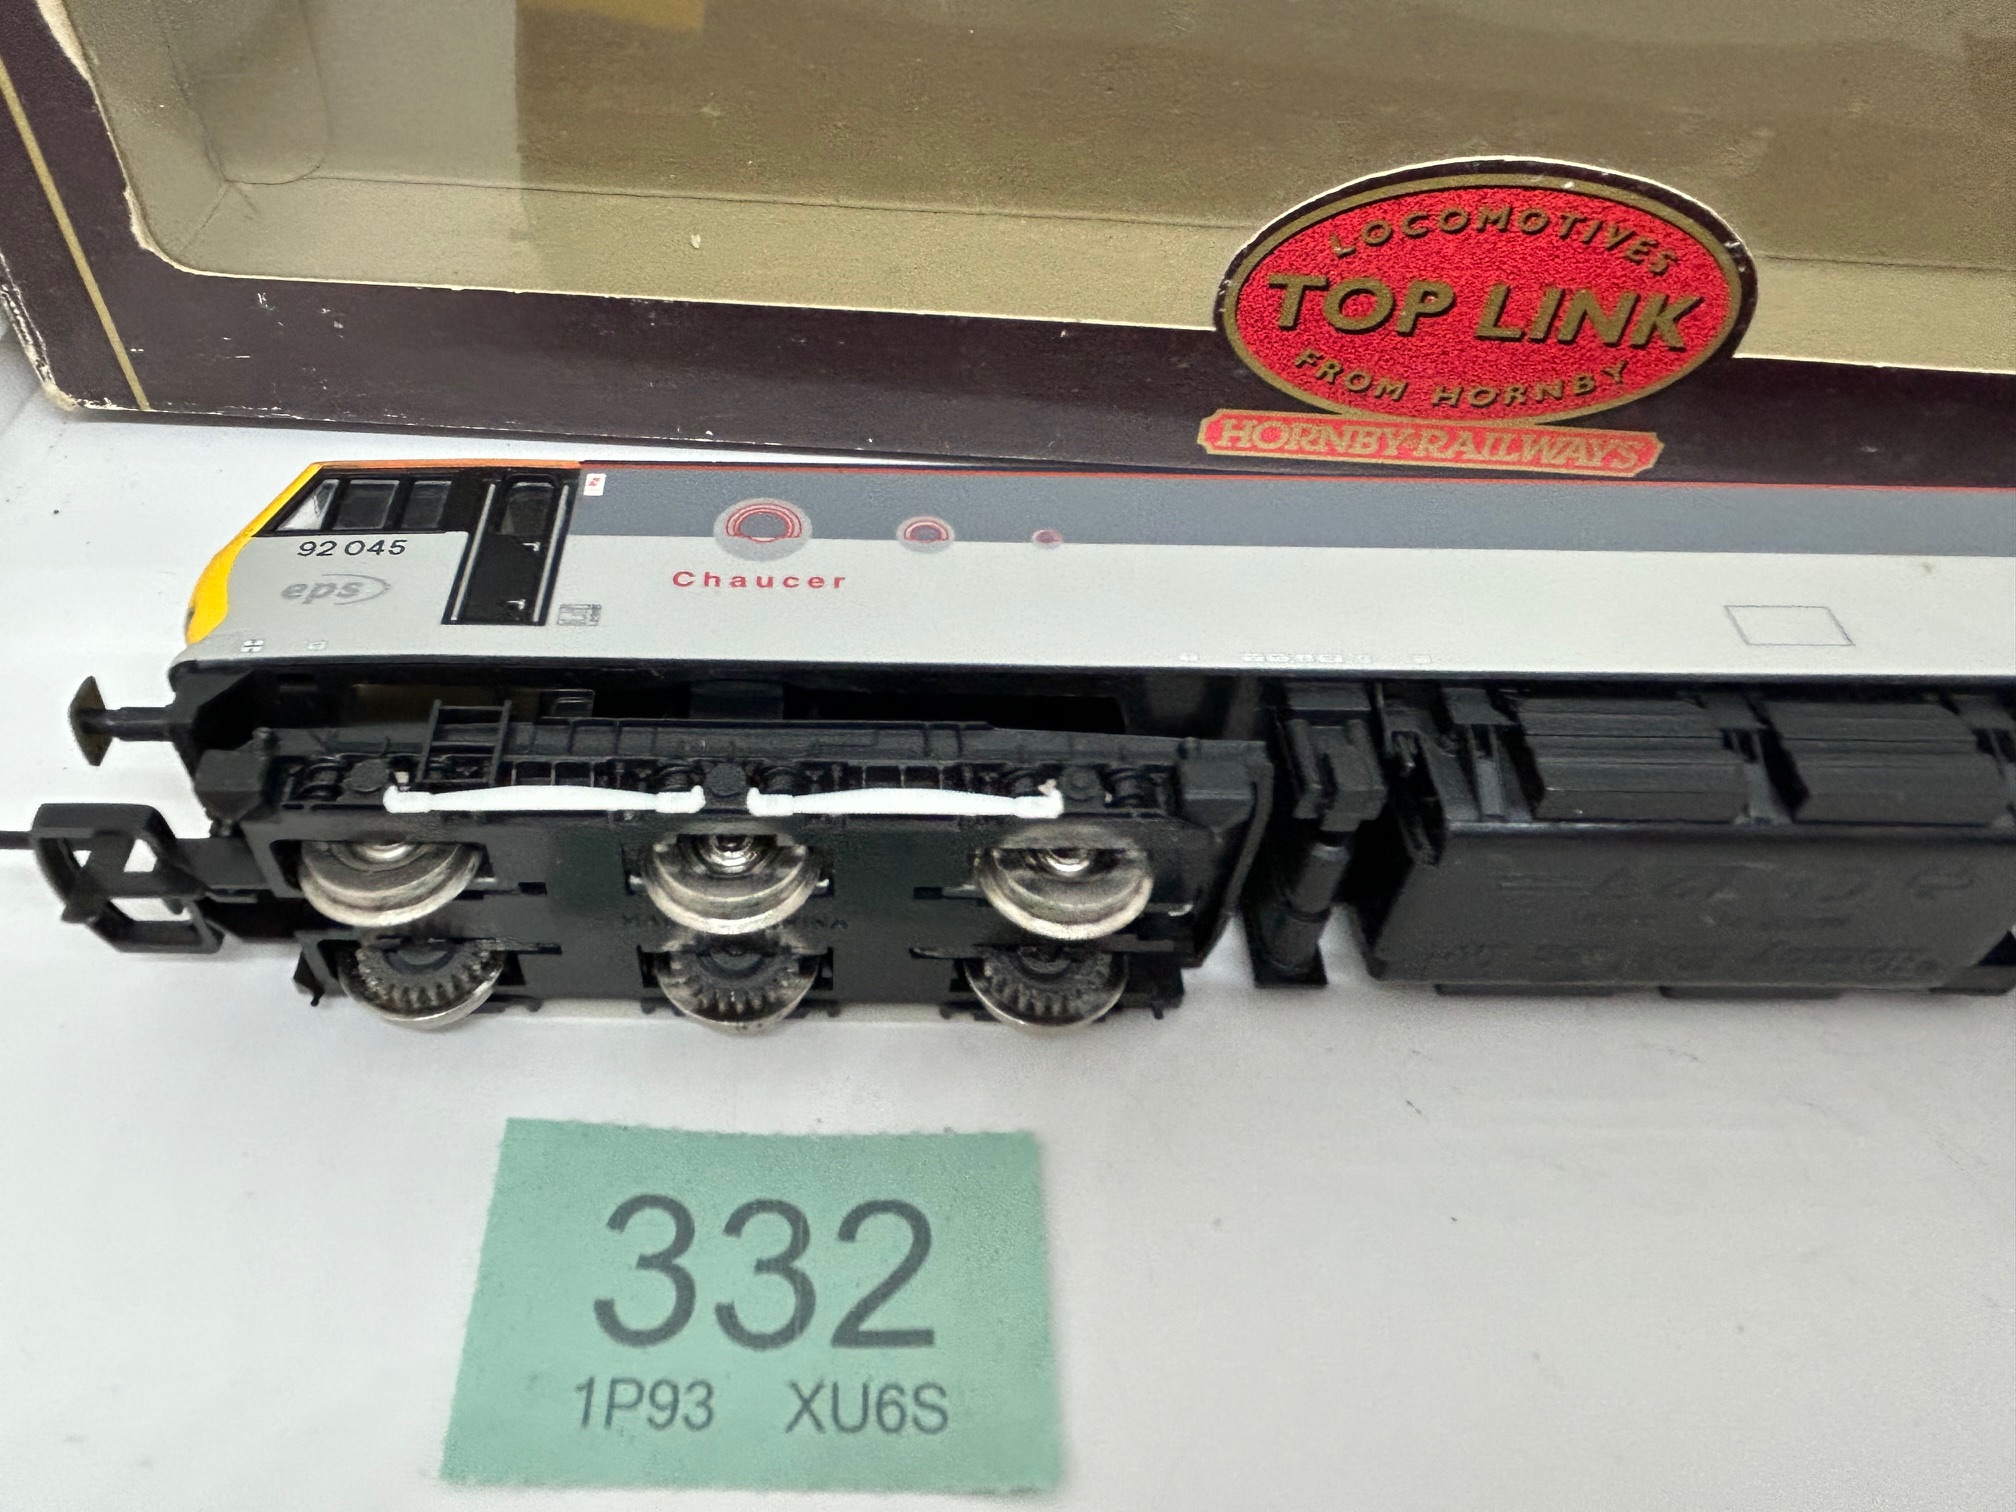 LOCOMOTIVES
TOP LINK
FROM HORNBY
HORNBY RAILWAYS
92 045
eps
Chaucer
332
1P93 XU6S